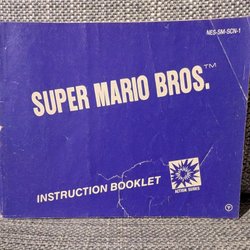 NES-SM-SCN-1
SUPER MARIO BROS.™
INSTRUCTION BOOKLET
ACTION SERIES